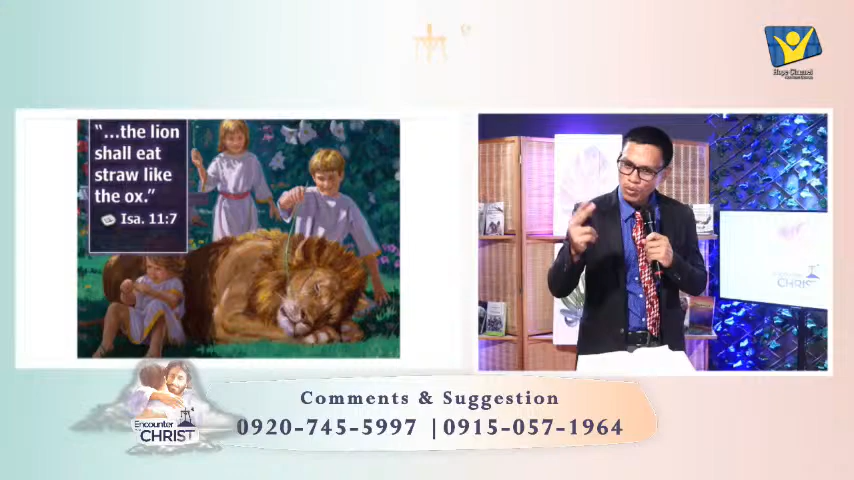 Hope Channel
"...the lion
shall eat
straw like
the ox."
Isa. 11:7
CHRIST
Encounter
CHRIST
Comments & Suggestion
0920-745-5997 | 0915-057-1964